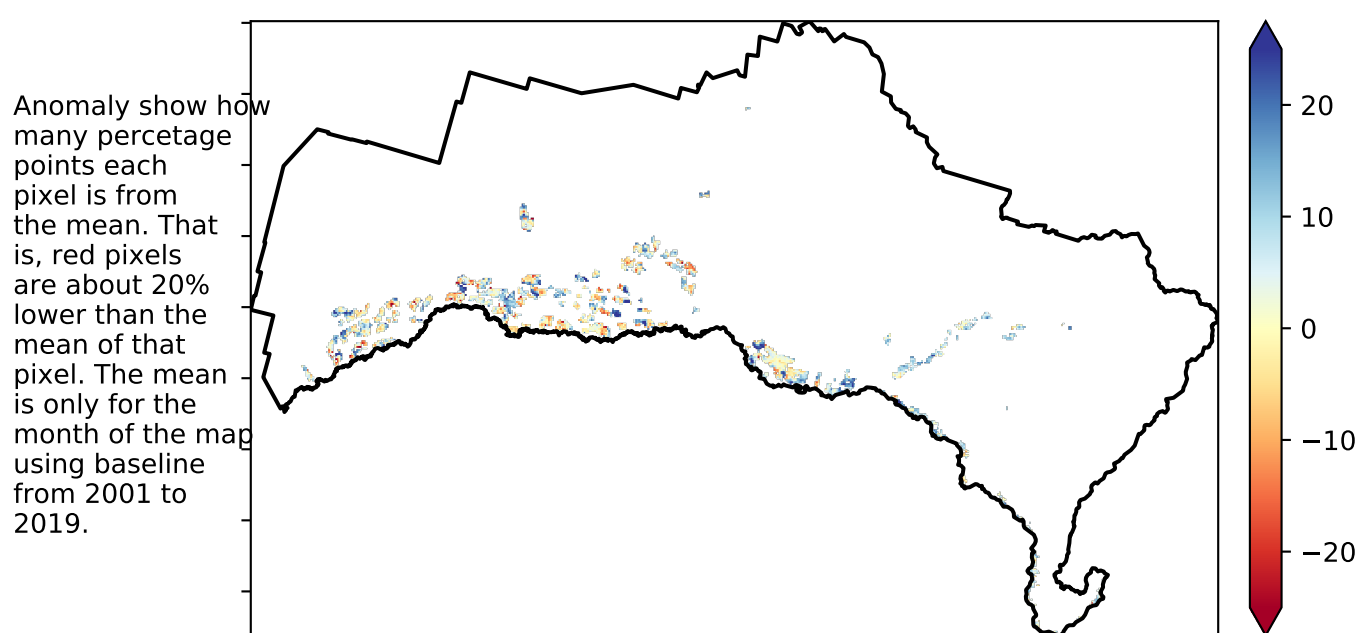 Anomaly show how
many percetage
points each
pixel is from
the mean. That
is, red pixels
are about 20%
lower than the
mean of that
pixel. The mean
is only for the
month of the map
using baseline
from 2001 to
2019.
20
10
0
−10
−20